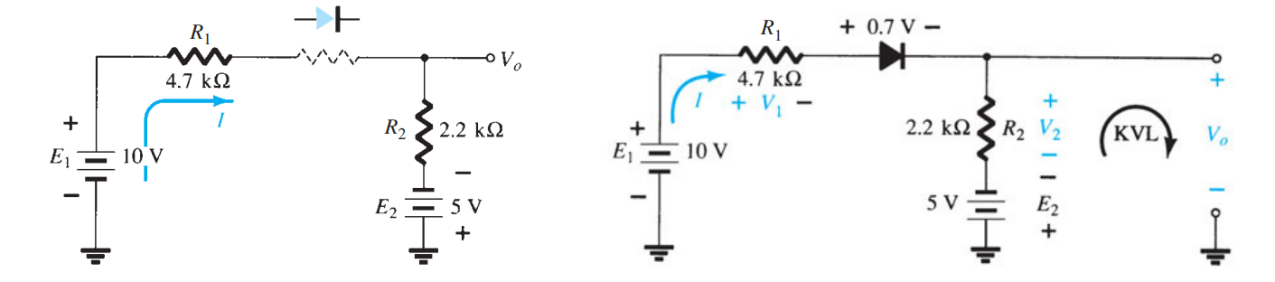 R₁
4.7 kΩ
I
+
E₁
10 V
−
Vₒ
R₂
2.2 kΩ
−
E₂
5 V
+
R₁
+ 0.7 V −
4.7 kΩ
I
+ V₁ −
+
E₁
10 V
−
2.2 kΩ
R₂
+
V₂
−
−
5 V
E₂
+
KVL
+
Vₒ
−